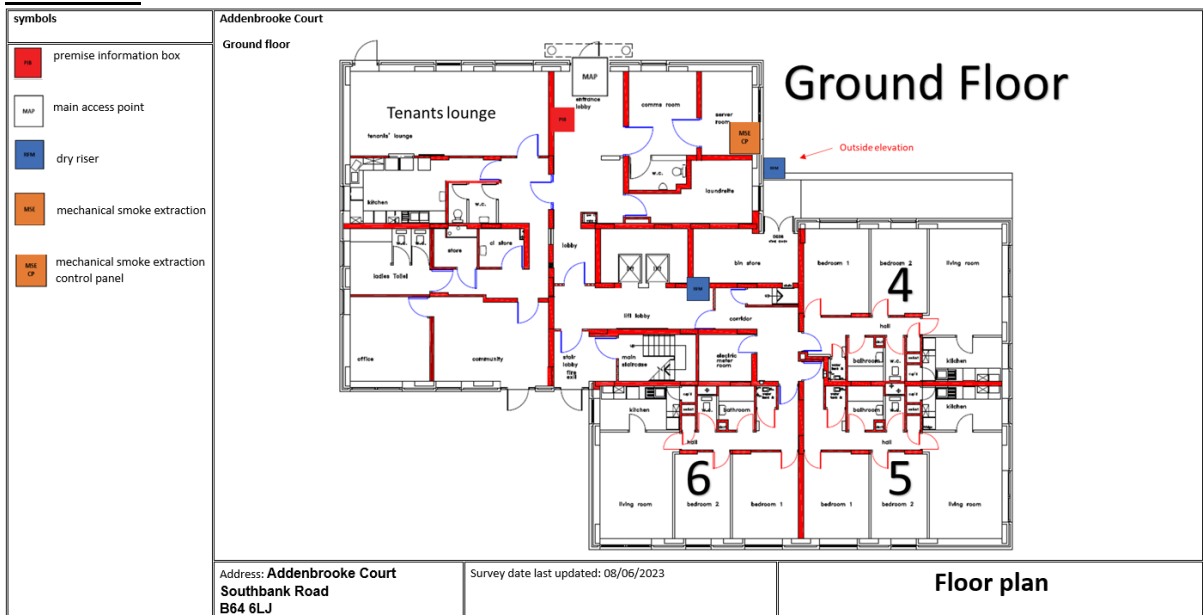 symbols
PIB
premise information box
MAP
main access point
dry riser
MSE
mechanical smoke extraction
MSE
CP
mechanical smoke extraction
control panel
Addenbrooke Court
Ground floor
Ground Floor
MAP
entrance
lobby
PIB
Tenants lounge
tenants' lounge
comms room
server
room
MSE
CP
Outside elevation
w.c.
laundrette
kitchen
w.c.
store
cl store
ladies Toilet
lobby
bin store
lift lobby
corridor
up
office
community
stair
lobby
fire
exit
main
staircase
electric
meter
room
bedroom 1
bedroom 2
living room
4
hall
bathroom
w.c.
kitchen
kitchen
bathroom
hall
5
bedroom 1
bedroom 2
living room
kitchen
w.c.
bathroom
hall
6
living room
bedroom 2
bedroom 1
Address: Addenbrooke Court
Southbank Road
B64 6LJ
Survey date last updated: 08/06/2023
Floor plan